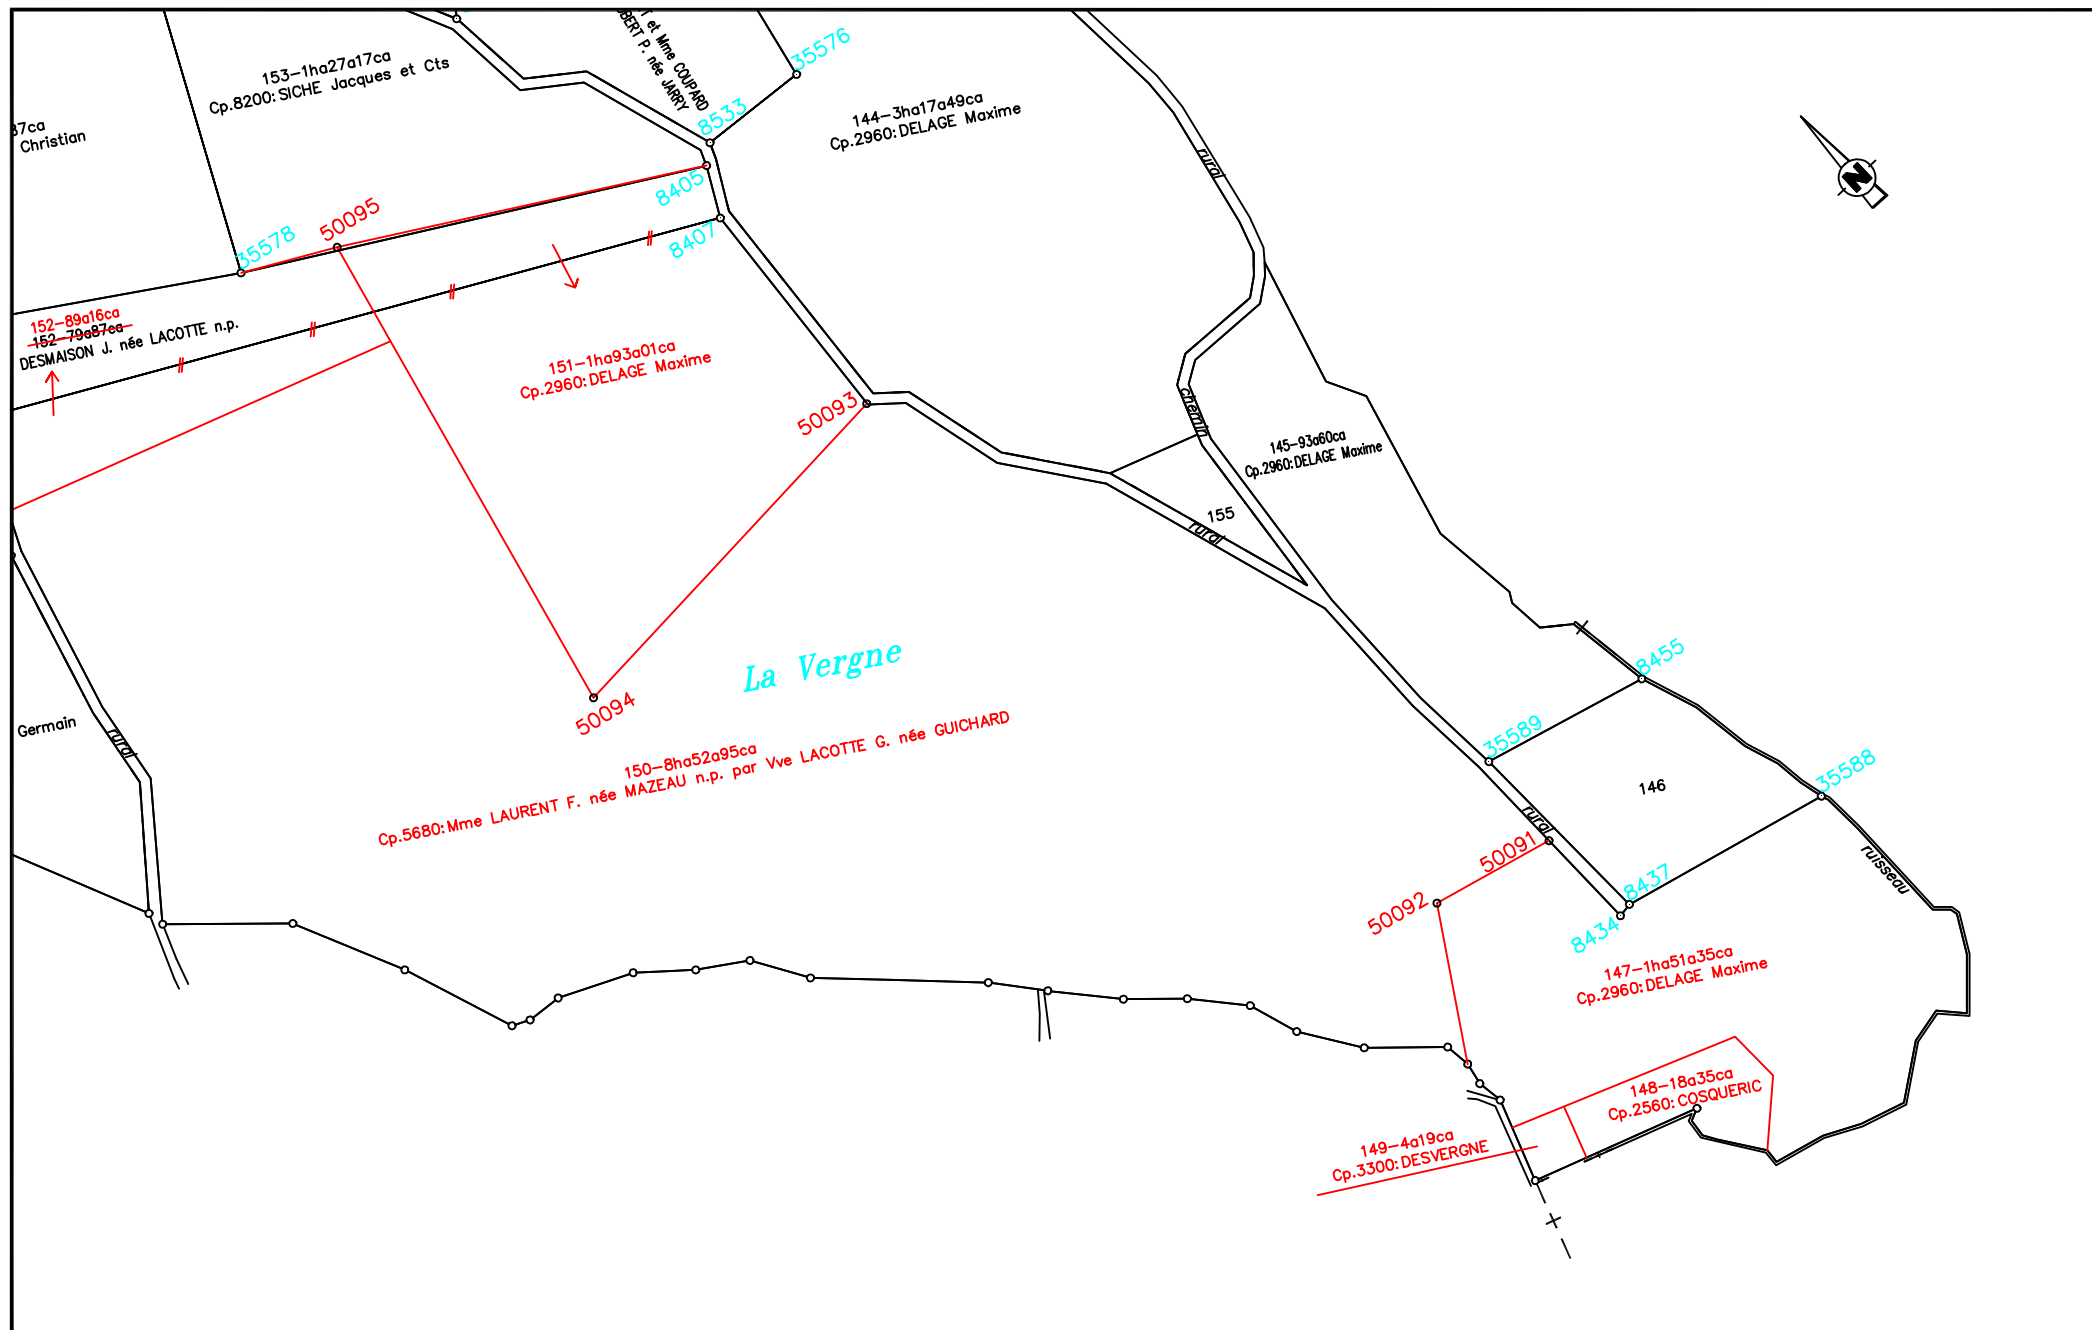 et Mme COUPARD
P. née JARRY
35576
153-1ha27a17ca
Cp.8200:SICHE Jacques et Cts
8533
144-3ha17a49ca
Cp.2960:DELAGE Maxime
87ca
Christian
rural
N
8405
50095
35578
8407
152-89a16ca
152-79a87ca
DESMAISON J. née LACOTTE n.p.
151-1ha93a01ca
Cp.2960:DELAGE Maxime
50093
chemin
145-93a60ca
Cp.2960:DELAGE Maxime
155
rural
La Vergne
8455
50094
Germain
rural
150-8ha52a95ca
Cp.5680:Mme LAURENT F. née MAZEAU n.p. par Vve LACOTTE G. née GUICHARD
35589
35588
146
rural
50091
ruisseau
8437
50092
8434
147-1ha51a35ca
Cp.2960:DELAGE Maxime
148-18a35ca
Cp.2560:COSQUERIC
149-4a19ca
Cp.3300:DESVERGNE